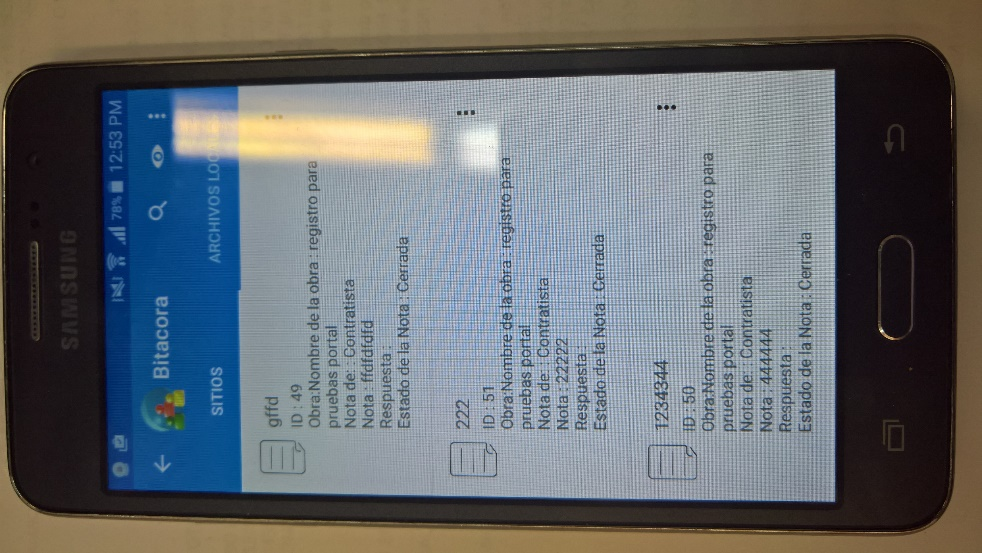 SAMSUNG
78% 12:53 PM
Bitacora
SITIOS
ARCHIVOS
gffd
ID : 49
Obra:Nombre de la obra : registro para
pruebas portal
Nota de: : Contratista
Nota : ffdfdfdfd
Respuesta :
Estado de la Nota : Cerrada
222
ID : 51
Obra:Nombre de la obra : registro para
pruebas portal
Nota de: : Contratista
Nota : 22222
Respuesta :
Estado de la Nota : Cerrada
1234344
ID : 50
Obra:Nombre de la obra : registro para
pruebas portal
Nota de: : Contratista
Nota : 444444
Respuesta :
Estado de la Nota : Cerrada